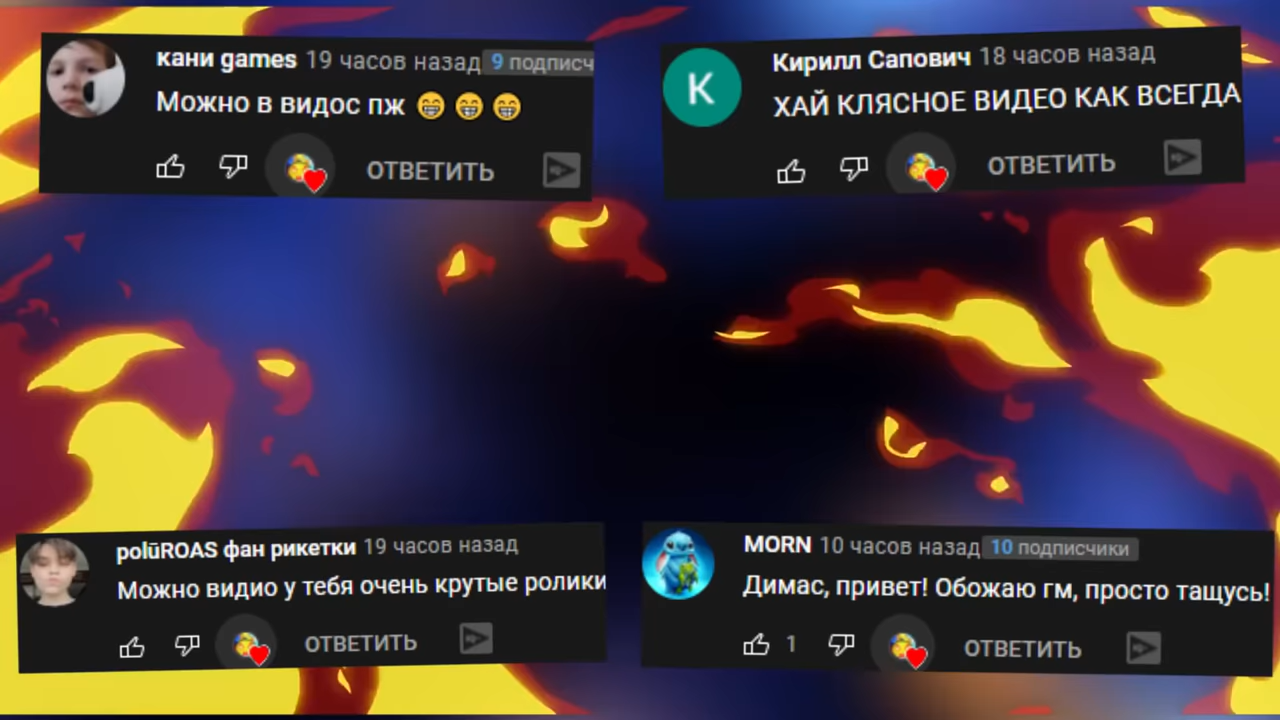 кани games 19 часов назад 9 подписч
Можно в видос пж 😁 😁 😁
ОТВЕТИТЬ
Кирилл Сапович 18 часов назад
ХАЙ КЛЯСНОЕ ВИДЕО КАК ВСЕГДА
К
ОТВЕТИТЬ
polūROAS фан рикетки 19 часов назад
Можно видио у тебя очень крутые ролики
ОТВЕТИТЬ
MORN 10 часов назад 10 подписчики
Димас, привет! Обожаю гм, просто тащусь!
1 ОТВЕТИТЬ